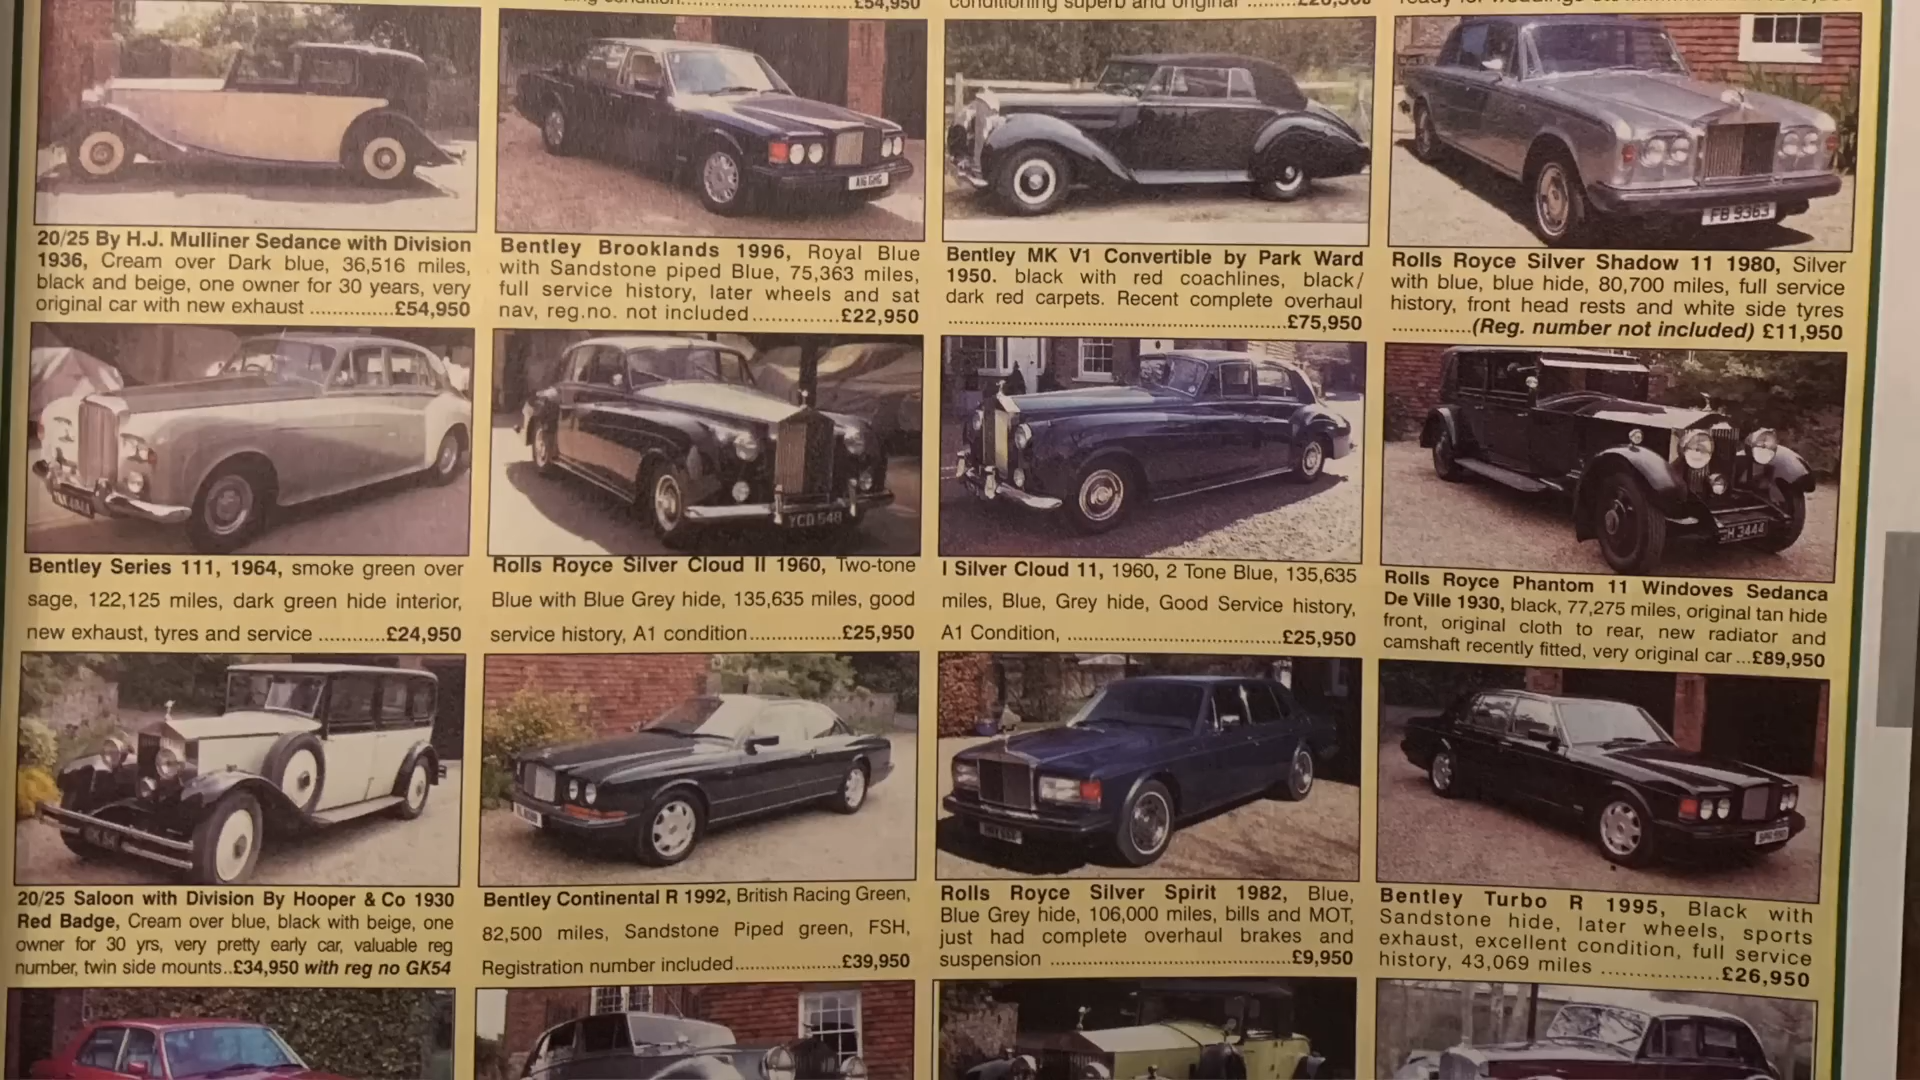 £54,950
conditioning superb and original
A16 GHG
FB 9383
20/25 By H.J. Mulliner Sedance with Division
1936, Cream over Dark blue, 36,516 miles,
black and beige, one owner for 30 years, very
original car with new exhaust ..............£54,950
Bentley Brooklands 1996, Royal Blue
with Sandstone piped Blue, 75,363 miles,
full service history, later wheels and sat
nav, reg.no. not included..............£22,950
Bentley MK V1 Convertible by Park Ward
1950. black with red coachlines, black/
dark red carpets. Recent complete overhaul
......................................................£75,950
Rolls Royce Silver Shadow 11 1980, Silver
with blue, blue hide, 80,700 miles, full service
history, front head rests and white side tyres
.............(Reg. number not included) £11,950
YCD 548
Bentley Series 111, 1964, smoke green over
sage, 122,125 miles, dark green hide interior,
new exhaust, tyres and service ...........£24,950
Rolls Royce Silver Cloud II 1960, Two-tone
Blue with Blue Grey hide, 135,635 miles, good
service history, A1 condition...............£25,950
l Silver Cloud 11, 1960, 2 Tone Blue, 135,635
miles, Blue, Grey hide, Good Service history,
A1 Condition, ...................................£25,950
Rolls Royce Phantom 11 Windoves Sedanca
De Ville 1930, black, 77,275 miles, original tan hide
front, original cloth to rear, new radiator and
camshaft recently fitted, very original car ...£89,950
20/25 Saloon with Division By Hooper & Co 1930
Red Badge, Cream over blue, black with beige, one
owner for 30 yrs, very pretty early car, valuable reg
number, twin side mounts..£34,950 with reg no GK54
Bentley Continental R 1992, British Racing Green,
82,500 miles, Sandstone Piped green, FSH,
Registration number included.................£39,950
Rolls Royce Silver Spirit 1982, Blue,
Blue Grey hide, 106,000 miles, bills and MOT,
just had complete overhaul brakes and
suspension ....................................£9,950
Bentley Turbo R 1995, Black with
Sandstone hide, later wheels, sports
exhaust, excellent condition, full service
history, 43,069 miles .................£26,950